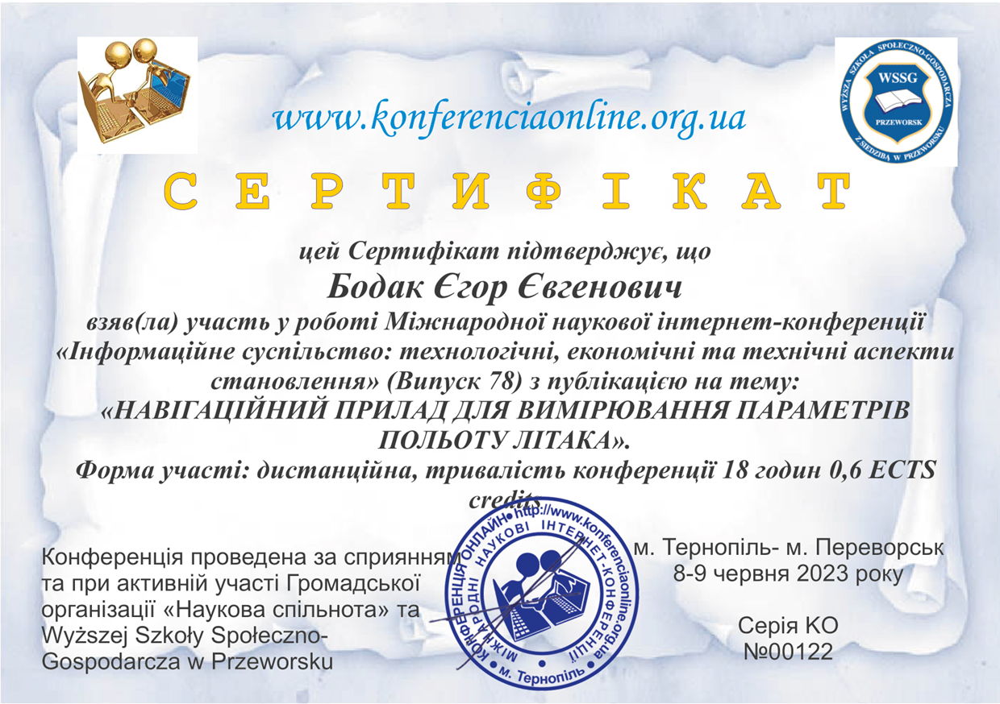 www.konferenciaonline.org.ua
WYŻSZA SZKOŁA SPOŁECZNO-GOSPODARCZA
WSSG
PRZEWORSK
Z SIEDZIBĄ W PRZEWORSKU
СЕРТИФІКАТ
цей Сертифікат підтверджує, що
Бодак Єгор Євгенович
взяв(ла) участь у роботі Міжнародної наукової інтернет-конференції
«Інформаційне суспільство: технологічні, економічні та технічні аспекти
становлення» (Випуск 78) з публікацією на тему:
«НАВІГАЦІЙНИЙ ПРИЛАД ДЛЯ ВИМІРЮВАННЯ ПАРАМЕТРІВ
ПОЛЬОТУ ЛІТАКА».
Форма участі: дистанційна, тривалість конференції 18 годин 0,6 ECTS
credits
Конференція проведена за сприянням
та при активній участі Громадської
організації «Наукова спільнота» та
Wyższej Szkoły Społeczno-
Gospodarcza w Przeworsku
КОНФЕРЕНЦІЯ ОНЛАЙН • http://www.konferenciaonline.org.ua
МІЖНАРОДНІ НАУКОВІ ІНТЕРНЕТ-КОНФЕРЕНЦІЇ
м. Тернопіль
м. Тернопіль- м. Переворськ
8-9 червня 2023 року
Серія КО
№00122